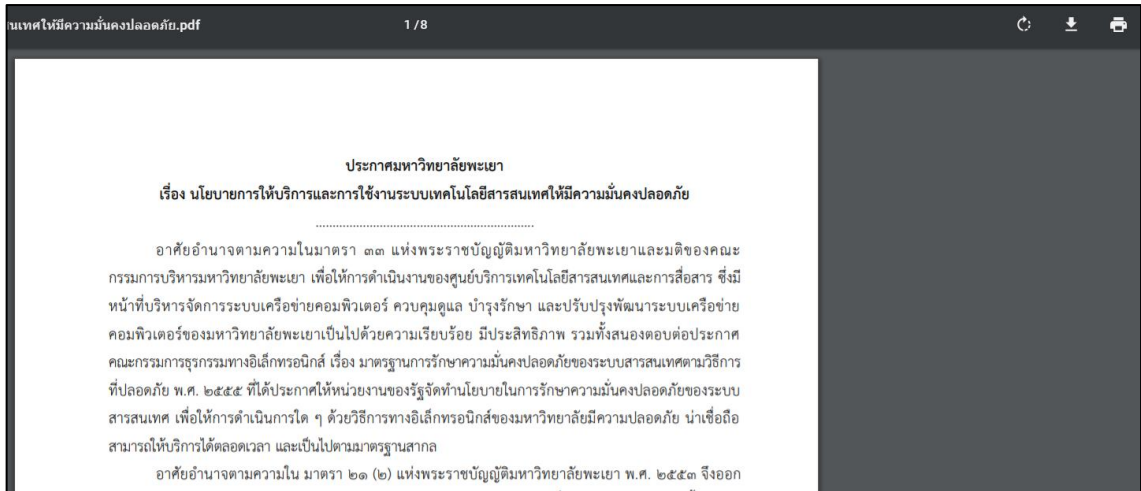 นเทศให้มีความมั่นคงปลอดภัย.pdf
1/8
ประกาศมหาวิทยาลัยพะเยา
เรื่อง นโยบายการให้บริการและการใช้งานระบบเทคโนโลยีสารสนเทศให้มีความมั่นคงปลอดภัย
อาศัยอำนาจตามความในมาตรา ๓๓ แห่งพระราชบัญญัติมหาวิทยาลัยพะเยาและมติของคณะ
กรรมการบริหารมหาวิทยาลัยพะเยา เพื่อให้การดำเนินงานของศูนย์บริการเทคโนโลยีสารสนเทศและการสื่อสาร ซึ่งมี
หน้าที่บริหารจัดการระบบเครือข่ายคอมพิวเตอร์ ควบคุมดูแล บำรุงรักษา และปรับปรุงพัฒนาระบบเครือข่าย
คอมพิวเตอร์ของมหาวิทยาลัยพะเยาเป็นไปด้วยความเรียบร้อย มีประสิทธิภาพ รวมทั้งสนองตอบต่อประกาศ
คณะกรรมการธุรกรรมทางอิเล็กทรอนิกส์ เรื่อง มาตรฐานการรักษาความมั่นคงปลอดภัยของระบบสารสนเทศตามวิธีการ
ที่ปลอดภัย พ.ศ. ๒๕๕๕ ที่ได้ประกาศให้หน่วยงานของรัฐจัดทำนโยบายในการรักษาความมั่นคงปลอดภัยของระบบ
สารสนเทศ เพื่อให้การดำเนินการใด ๆ ด้วยวิธีการทางอิเล็กทรอนิกส์ของมหาวิทยาลัยมีความปลอดภัย น่าเชื่อถือ
สามารถให้บริการได้ตลอดเวลา และเป็นไปตามมาตรฐานสากล
อาศัยอำนาจตามความใน มาตรา ๒๑ (๒) แห่งพระราชบัญญัติมหาวิทยาลัยพะเยา พ.ศ. ๒๕๕๓ จึงออก